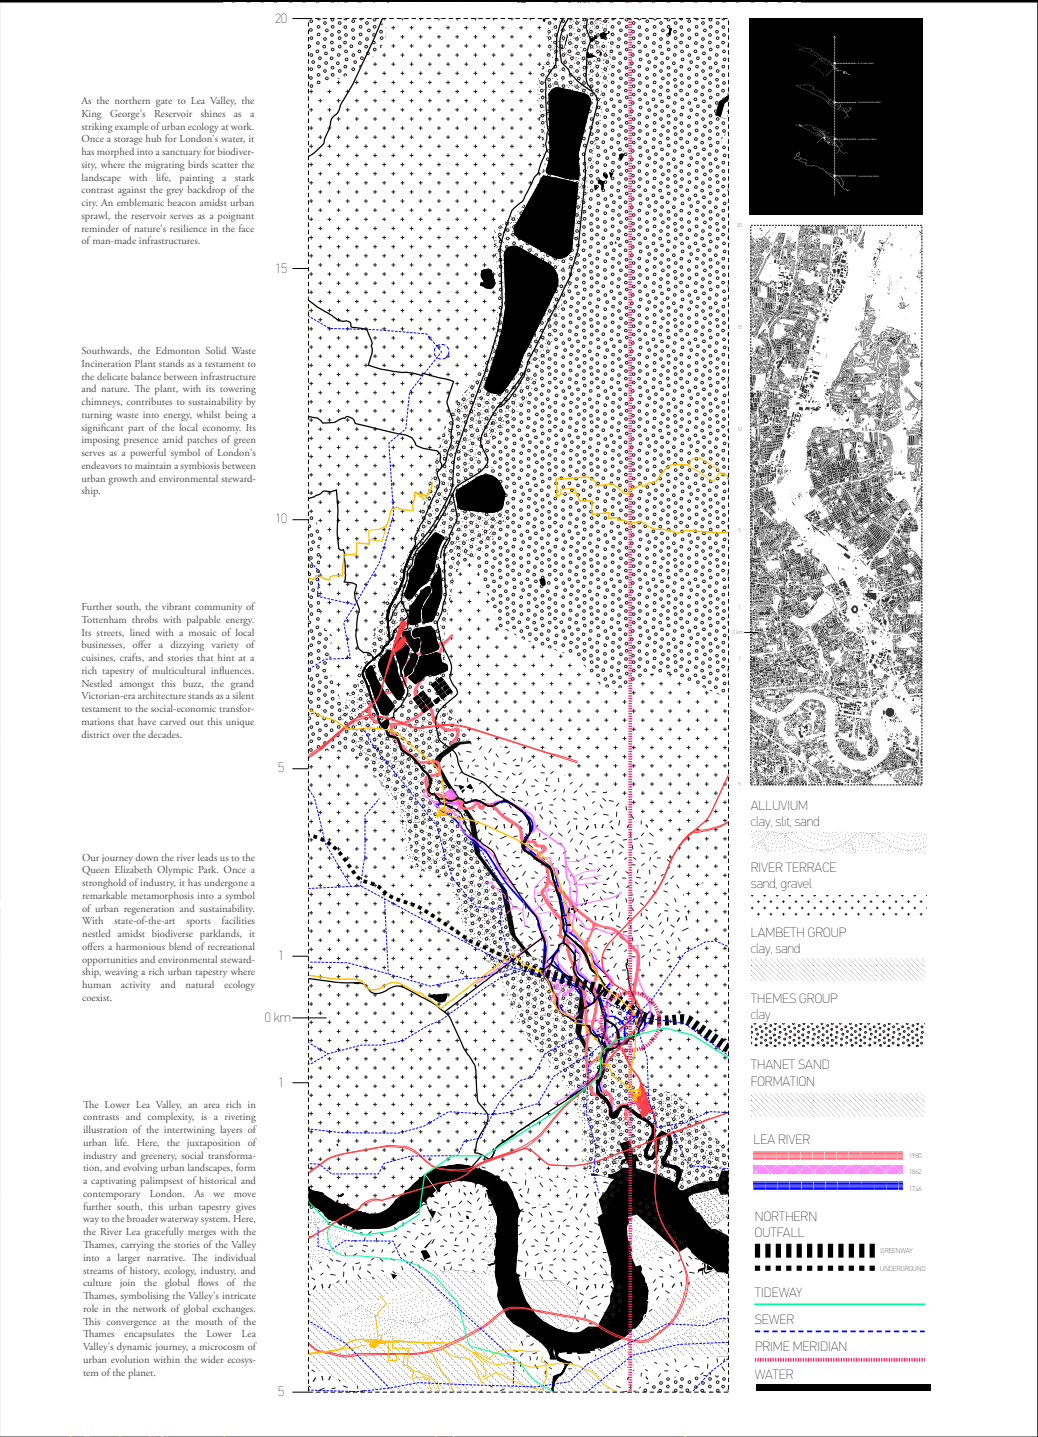 As the northern gate to Lea Valley, the
King George's Reservoir shines as a
striking example of urban ecology at work.
Once a storage hub for London's water, it
has morphed into a sanctuary for biodiver-
sity, where the migrating birds scatter the
landscape with life, painting a stark
contrast against the grey backdrop of the
city. An emblematic beacon amidst urban
sprawl, the reservoir serves as a poignant
reminder of nature's resilience in the face
of man-made infrastructures.
Southwards, the Edmonton Solid Waste
Incineration Plant stands as a testament to
the delicate balance between infrastructure
and nature. The plant, with its towering
chimneys, contributes to sustainability by
turning waste into energy, whilst being a
significant part of the local economy. Its
imposing presence amid patches of green
serves as a powerful symbol of London's
endeavors to maintain a symbiosis between
urban growth and environmental steward-
ship.
Further south, the vibrant community of
Tottenham throbs with palpable energy.
Its streets, lined with a mosaic of local
businesses, offer a dizzying variety of
cuisines, crafts, and stories that hint at a
rich tapestry of multicultural influences.
Nestled amongst this buzz, the grand
Victorian-era architecture stands as a silent
testament to the social-economic transfor-
mations that have carved out this unique
district over the decades.
Our journey down the river leads us to the
Queen Elizabeth Olympic Park. Once a
stronghold of industry, it has undergone a
remarkable metamorphosis into a symbol
of urban regeneration and sustainability.
With state-of-the-art sports facilities
nestled amidst biodiverse parklands, it
offers a harmonious blend of recreational
opportunities and environmental steward-
ship, weaving a rich urban tapestry where
human activity and natural ecology
coexist.
The Lower Lea Valley, an area rich in
contrasts and complexity, is a riveting
illustration of the intertwining layers of
urban life. Here, the juxtaposition of
industry and greenery, social transforma-
tion, and evolving urban landscapes, form
a captivating palimpsest of historical and
contemporary London. As we move
further south, this urban tapestry gives
way to the broader waterway system. Here,
the River Lea gracefully merges with the
Thames, carrying the stories of the Valley
into a larger narrative. The individual
streams of history, ecology, industry, and
culture join the global flows of the
Thames, symbolising the Valley's intricate
role in the network of global exchanges.
This convergence at the mouth of the
Thames encapsulates the Lower Lea
Valley's dynamic journey, a microcosm of
urban evolution within the wider ecosys-
tem of the planet.
20
15
10
5
1
0 km
1
5
ALLUVIUM
clay, slit, sand
RIVER TERRACE
sand, gravel
LAMBETH GROUP
clay, sand
THEMES GROUP
clay
THANET SAND
FORMATION
LEA RIVER
1980
1862
1746
NORTHERN
OUTFALL
GREENWAY
UNDERGROUND
TIDEWAY
SEWER
PRIME MERIDIAN
WATER